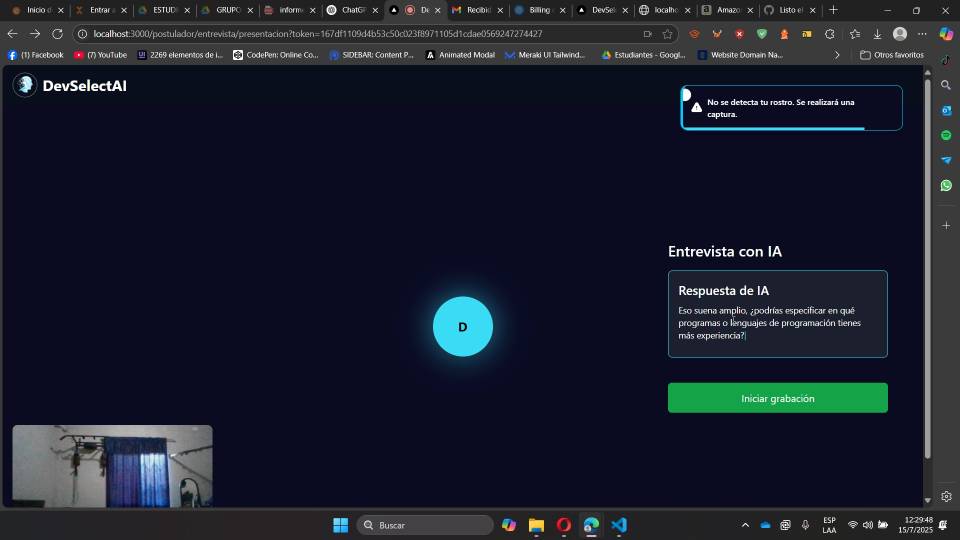 Inicio d
Entrar a
ESTUDI
GRUPO
inform
ChatGP
De
Recibid
Billing
DevSel
localho
Amazo
Listo el
localhost:3000/postulador/entrevista/presentacion?token=167df1109d4b53c50c023f8971105d1cdae0569247274427
(1) Facebook
(7) YouTube
2269 elementos de i...
CodePen: Online Co...
SIDEBAR: Content P...
Animated Modal
Meraki UI Tailwind...
Estudiantes - Googl...
Website Domain Na...
Otros favoritos
DevSelectAI
No se detecta tu rostro. Se realizará una
captura.
Entrevista con IA
Respuesta de IA
Eso suena amplio, ¿podrías especificar en qué
programas o lenguajes de programación tienes
más experiencia?
D
Iniciar grabación
Buscar
ESP
LAA
12:29:48
15/7/2025